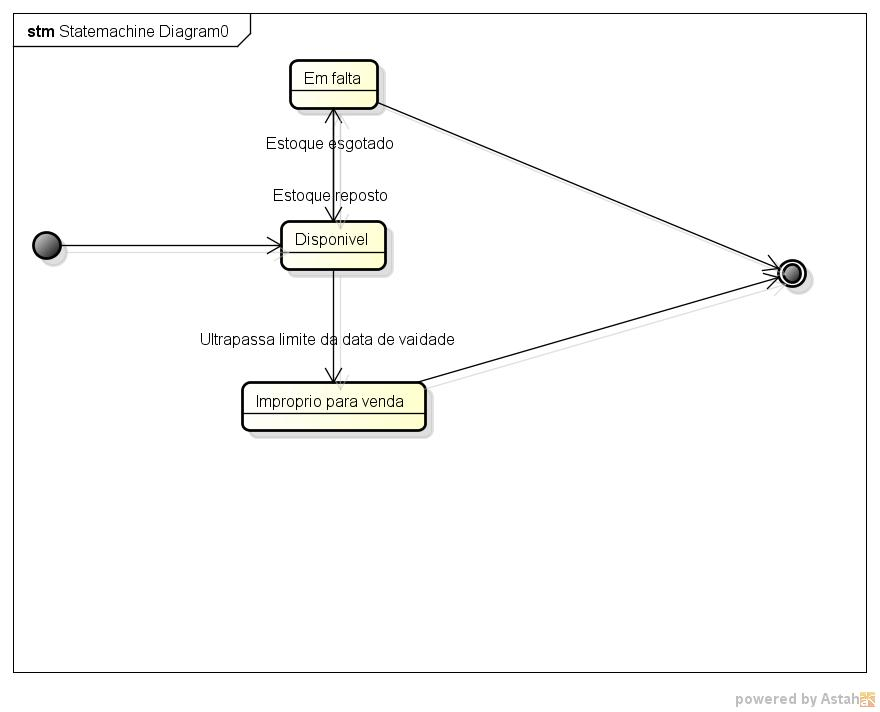 stm Statemachine Diagram0
Em falta
Estoque esgotado
Estoque reposto
Disponivel
Ultrapassa limite da data de vaidade
Improprio para venda
powered by Astah